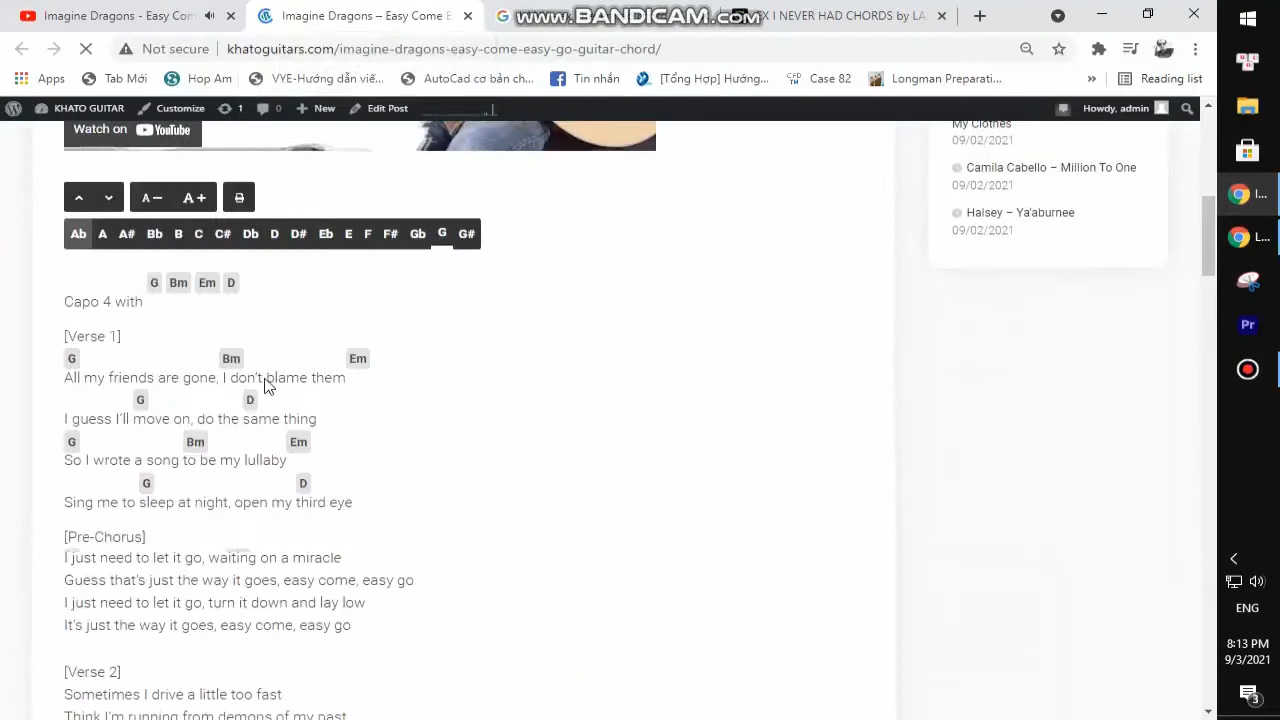 Imagine Dragons - Easy Com
Imagine Dragons – Easy Come E
www.BANDICAM.com
X I NEVER HAD CHORDS by LA
Not secure
khatoguitars.com/imagine-dragons-easy-come-easy-go-guitar-chord/
Apps
Tab Mới
Hop Am
VYE-Hướng dẫn viế...
AutoCad cơ bản ch...
Tin nhắn
[Tổng Hợp] Hướng...
Case 82
Longman Preparati...
»
Reading list
KHATO GUITAR
Customize
1
0
New
Edit Post
Howdy, admin
Watch on YouTube
A− A+
Ab A A# Bb B C C# Db D D# Eb E F F# Gb G G#
G Bm Em D
Capo 4 with
[Verse 1]
G Bm Em
All my friends are gone, I don't blame them
G D
I guess I'll move on, do the same thing
G Bm Em
So I wrote a song to be my lullaby
G D
Sing me to sleep at night, open my third eye
[Pre-Chorus]
I just need to let it go, waiting on a miracle
Guess that's just the way it goes, easy come, easy go
I just need to let it go, turn it down and lay low
It's just the way it goes, easy come, easy go
[Verse 2]
Sometimes I drive a little too fast
Think I'm running from demons of my past
My Clothes
09/02/2021
Camila Cabello – Million To One
09/02/2021
Halsey – Ya'aburnee
09/02/2021
I...
L...
Pr
ENG
8:13 PM
9/3/2021
3